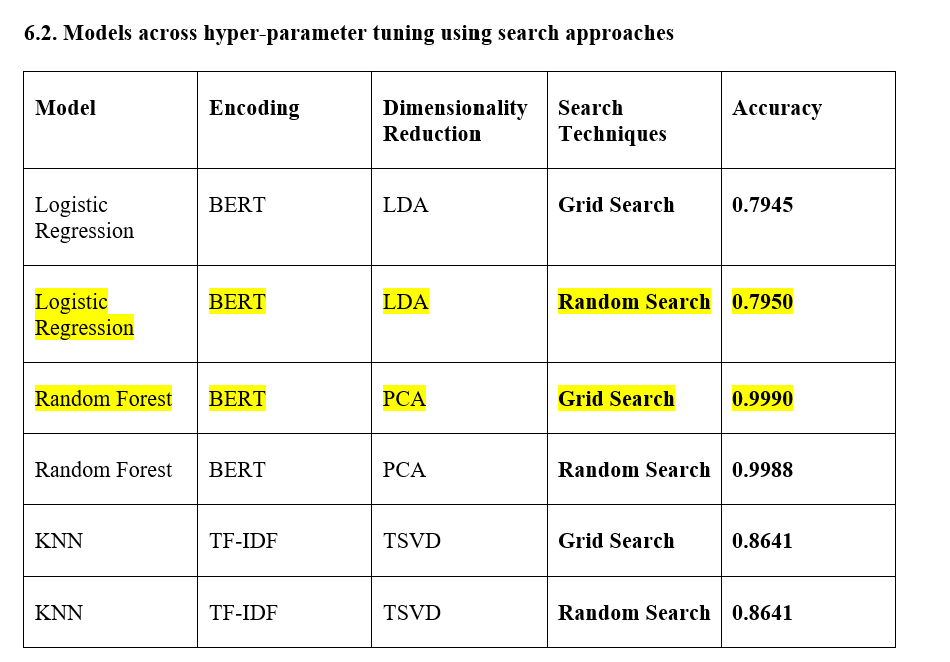 6.2. Models across hyper-parameter tuning using search approaches
Model Encoding Dimensionality Search Accuracy
Reduction Techniques
Logistic BERT LDA Grid Search 0.7945
Regression
Logistic BERT LDA Random Search 0.7950
Regression
Random Forest BERT PCA Grid Search 0.9990
Random Forest BERT PCA Random Search 0.9988
KNN TF-IDF TSVD Grid Search 0.8641
KNN TF-IDF TSVD Random Search 0.8641